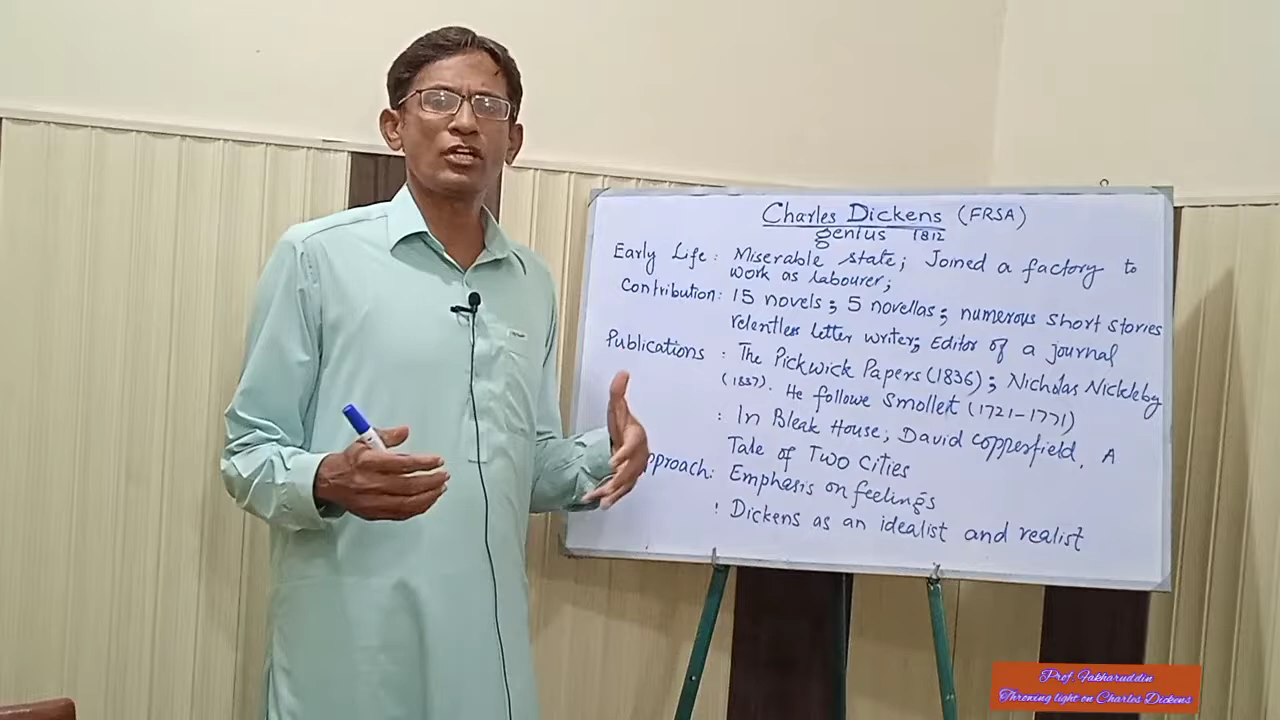 Charles Dickens (FRSA)
genius 1812
Early Life: Miserable state; Joined a factory to
work as labourer;
Contribution: 15 novels; 5 novellas; numerous short stories
relentless letter writer; Editor of a journal
Publications: The Pickwick Papers (1836); Nicholas Nickleby
(1837). He followe Smollet (1721-1771)
: In Bleak House; David Copperfield, A
Tale of Two Cities
pproach: Emphasis on feelings
: Dickens as an idealist and realist
Prof. Fakharuddin
Throwing light on Charles Dickens